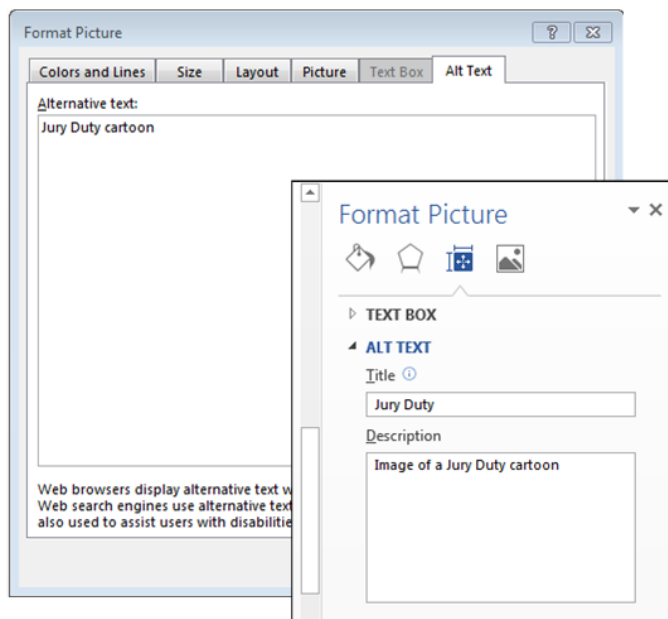 Format Picture
Colors and Lines Size Layout Picture Text Box Alt Text
Alternative text:
Jury Duty cartoon
Web browsers display alternative text
Web search engines use alternative text
also used to assist users with
Format Picture
TEXT BOX
ALT TEXT
Title
Jury Duty
Description
Image of a Jury Duty cartoon